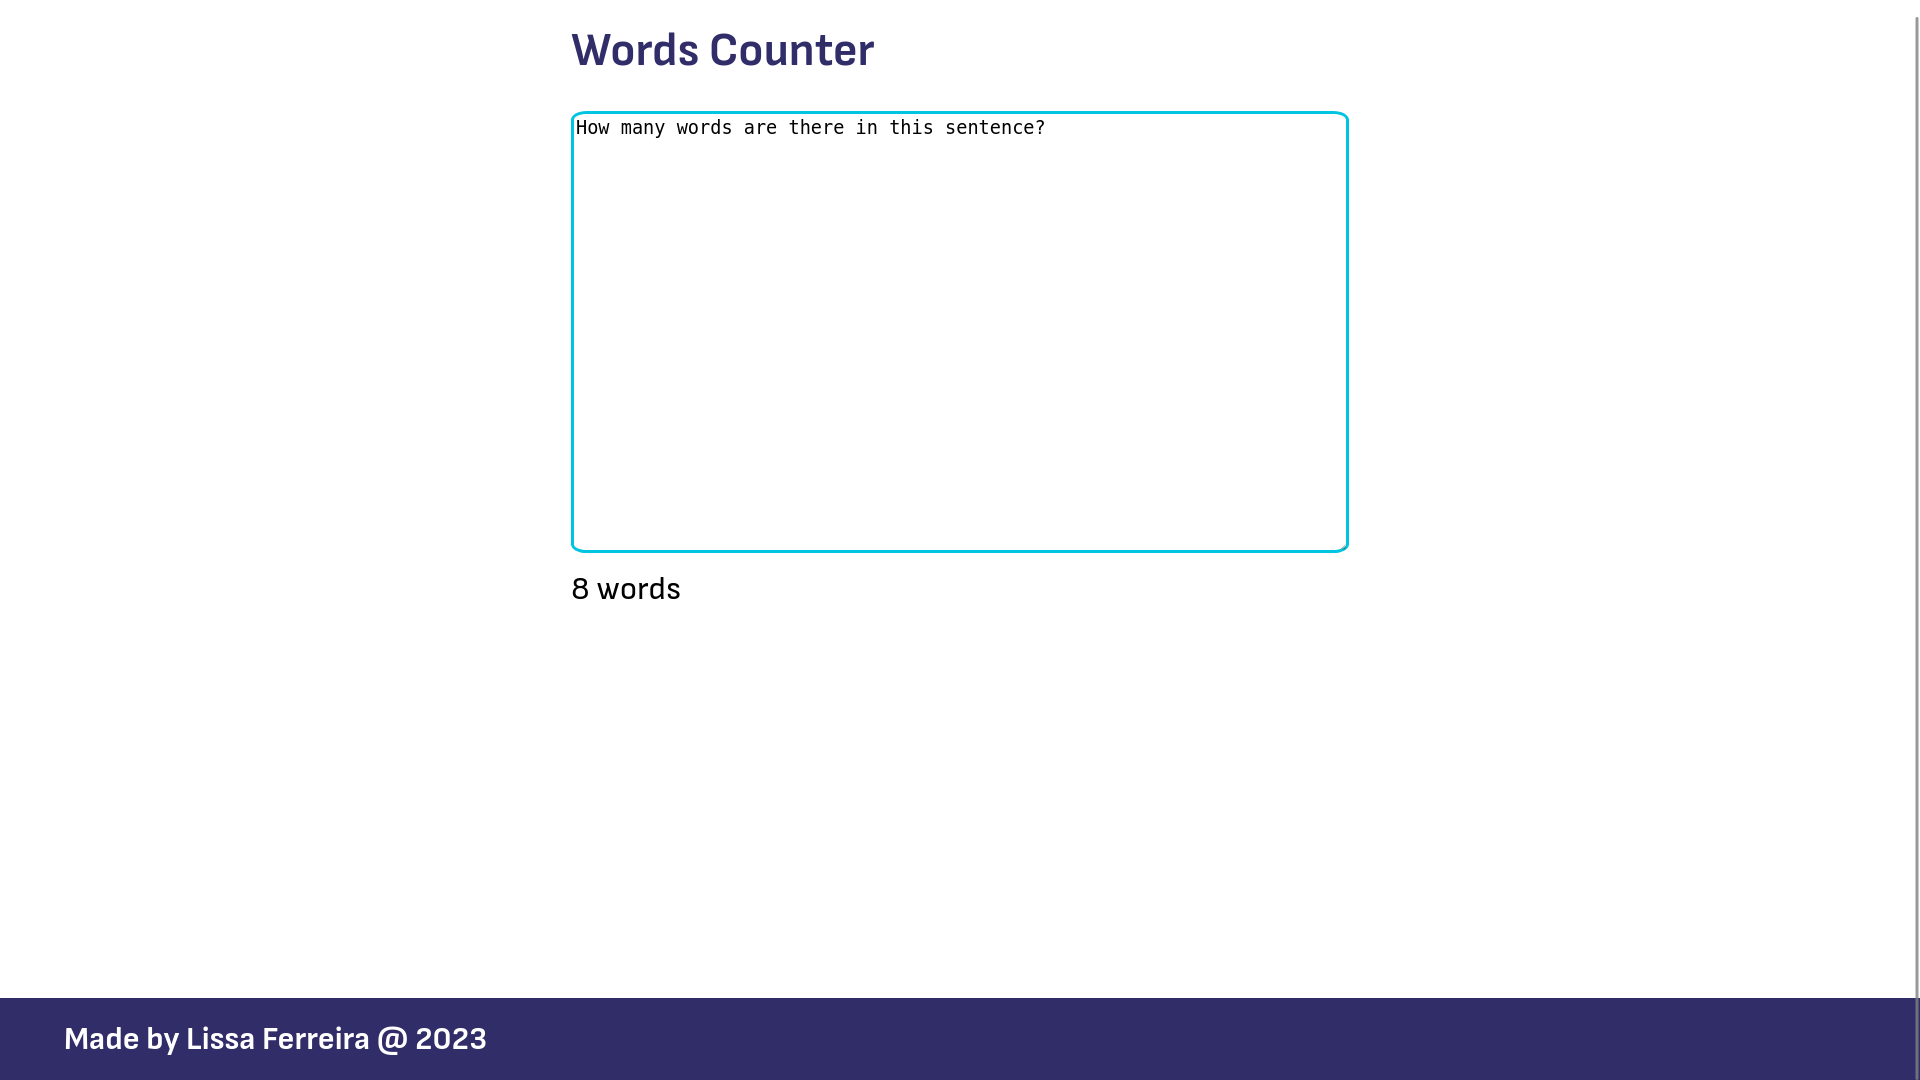 Words Counter
How many words are there in this sentence?
8 words
Made by Lissa Ferreira @ 2023